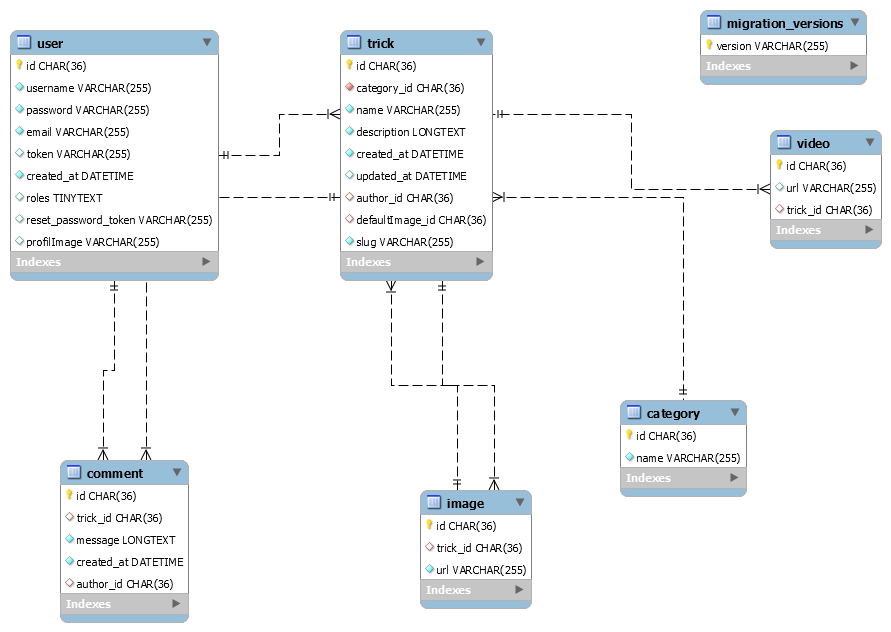 user
id CHAR(36)
username VARCHAR(255)
password VARCHAR(255)
email VARCHAR(255)
token VARCHAR(255)
created_at DATETIME
roles TINYTEXT
reset_password_token VARCHAR(255)
profilImage VARCHAR(255)
Indexes
trick
id CHAR(36)
category_id CHAR(36)
name VARCHAR(255)
description LONGTEXT
created_at DATETIME
updated_at DATETIME
author_id CHAR(36)
defaultImage_id CHAR(36)
slug VARCHAR(255)
Indexes
migration_versions
version VARCHAR(255)
Indexes
video
id CHAR(36)
url VARCHAR(255)
trick_id CHAR(36)
Indexes
category
id CHAR(36)
name VARCHAR(255)
Indexes
comment
id CHAR(36)
trick_id CHAR(36)
message LONGTEXT
created_at DATETIME
author_id CHAR(36)
Indexes
image
id CHAR(36)
trick_id CHAR(36)
url VARCHAR(255)
Indexes